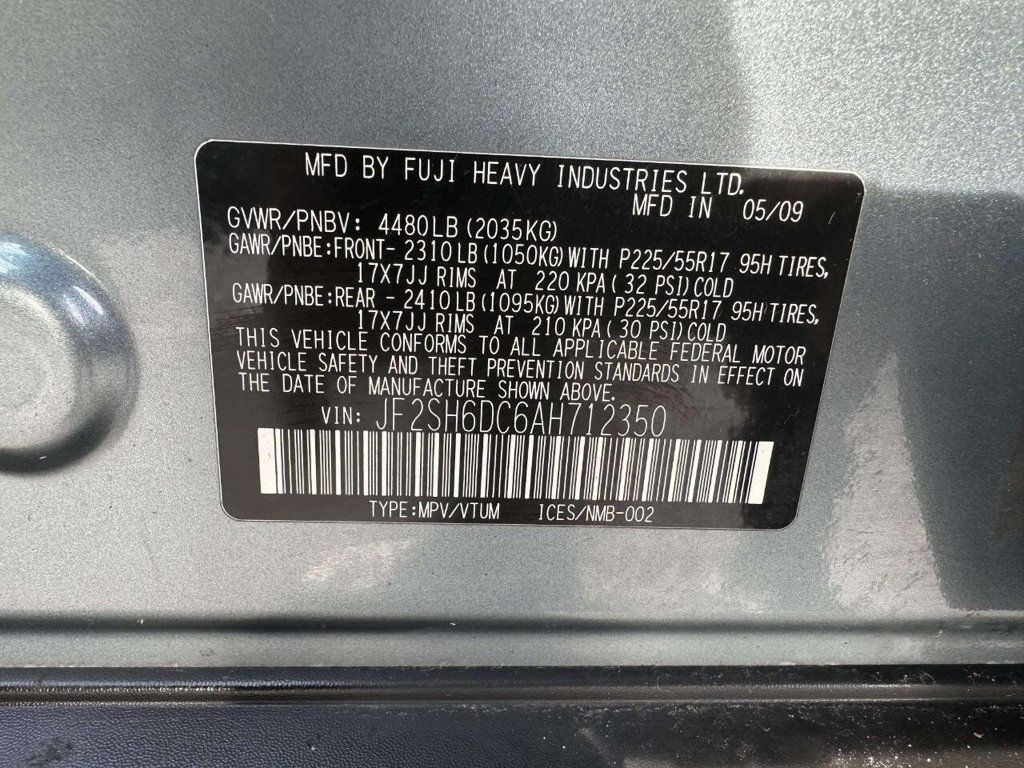 MFD BY FUJI HEAVY INDUSTRIES LTD.
MFD IN 05/09
GVWR/PNBV: 4480LB (2035KG)
GAWR/PNBE:FRONT- 2310LB (1050KG) WITH P225/55R17 95H TIRES,
17X7JJ RIMS AT 220 KPA ( 32 PSI) COLD
GAWR/PNBE:REAR - 2410LB (1095KG) WITH P225/55R17 95H TIRES,
17X7JJ RIMS AT 210 KPA ( 30 PSI) COLD
THIS VEHICLE CONFORMS TO ALL APPLICABLE FEDERAL MOTOR
VEHICLE SAFETY AND THEFT PREVENTION STANDARDS IN EFFECT ON
THE DATE OF MANUFACTURE SHOWN ABOVE.
VIN: JF2SH6DC6AH712350
TYPE:MPV/VTUM ICES/NMB-002